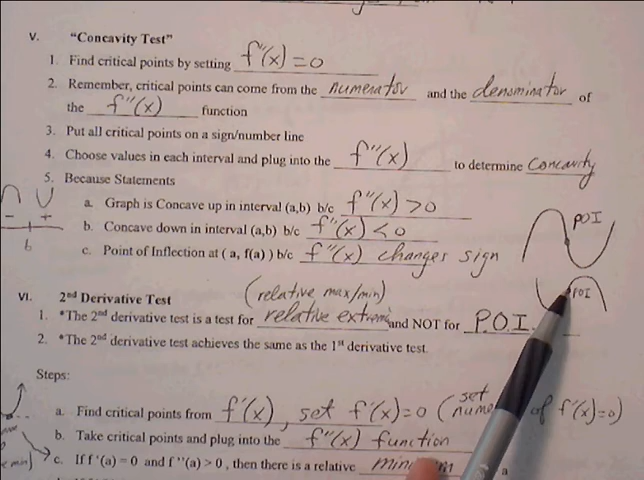 V. "Concavity Test"
1. Find critical points by setting f''(x) = 0
2. Remember, critical points can come from the numerator and the denominator of
the f''(x) function
3. Put all critical points on a sign/number line
4. Choose values in each interval and plug into the f''(x) to determine concavity
5. Because Statements
a. Graph is Concave up in interval (a,b) b/c f''(x) > 0
- +
b. Concave down in interval (a,b) b/c f''(x) < 0
POI
b
c. Point of Inflection at ( a, f(a) ) b/c f''(x) changes sign
POI
VI. 2nd Derivative Test (relative max/min)
1. *The 2nd derivative test is a test for relative extrema and NOT for P.O.I.
2. *The 2nd derivative test achieves the same as the 1st derivative test.
Steps:
a. Find critical points from f'(x), set f'(x)=0 (set of f'(x)=0)
b. Take critical points and plug into the f''(x) function
c. If f '(a) = 0 and f ''(a) > 0, then there is a relative
min)
a